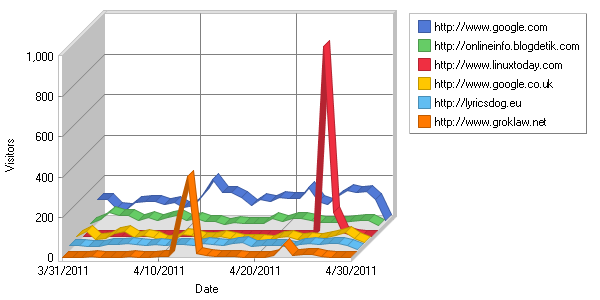 1,000
800
600
400
200
0
Visitors
3/31/2011
4/10/2011
4/20/2011
4/30/2011
Date
http://www.google.com
http://onlineinfo.blogdetik.com
http://www.linuxtoday.com
http://www.google.co.uk
http://lyricsdog.eu
http://www.groklaw.net